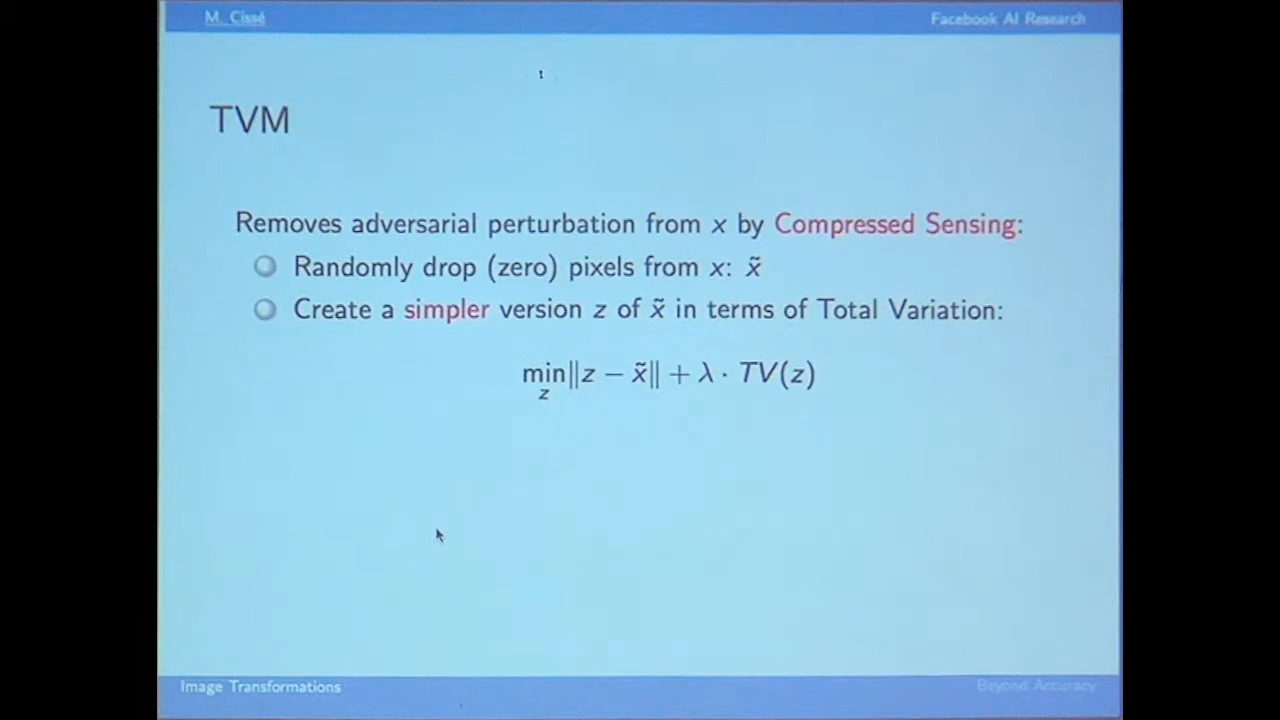 M. Cissé
Facebook AI Research
TVM
Removes adversarial perturbation from x by Compressed Sensing:
Randomly drop (zero) pixels from x: x̃
Create a simpler version z of x̃ in terms of Total Variation:
min‖z − x̃‖ + λ · TV(z)
z
Image Transformations
Beyond Accuracy